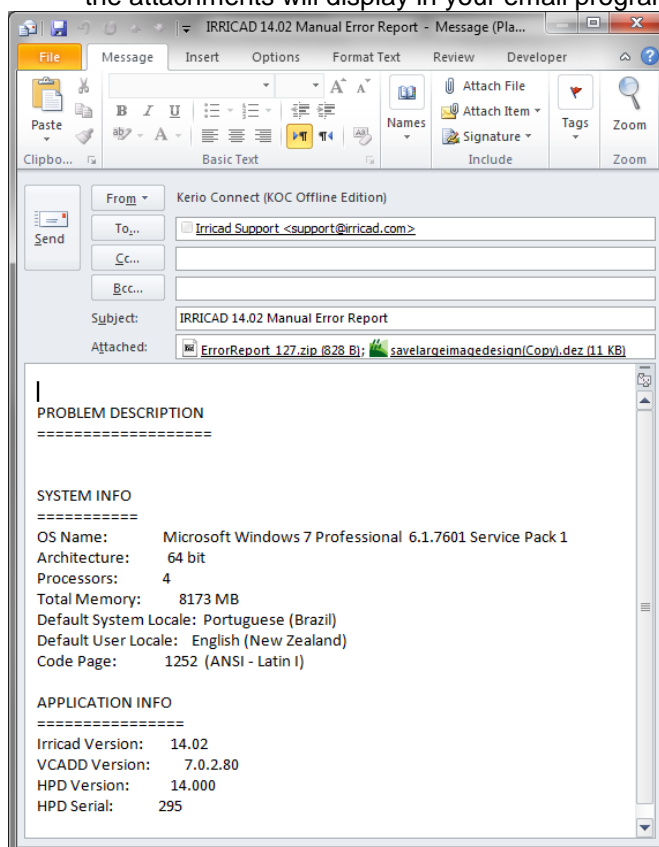 the attachments will display in your email program
IRRICAD 14.02 Manual Error Report - Message (Pla...
File Message Insert Options Format Text Review Developer
Paste
Clipbo...
B I U
Basic Text
Names
Attach File
Attach Item
Signature
Include
Tags
Zoom
Zoom
Send
From Kerio Connect (KOC Offline Edition)
To... Irricad Support <support@irricad.com>
Cc...
Bcc...
Subject: IRRICAD 14.02 Manual Error Report
Attached: ErrorReport_127.zip (828 B); savelargeimagedesign(Copy).dez (11 KB)
PROBLEM DESCRIPTION
===================
SYSTEM INFO
===========
OS Name: Microsoft Windows 7 Professional 6.1.7601 Service Pack 1
Architecture: 64 bit
Processors: 4
Total Memory: 8173 MB
Default System Locale: Portuguese (Brazil)
Default User Locale: English (New Zealand)
Code Page: 1252 (ANSI - Latin I)
APPLICATION INFO
================
Irricad Version: 14.02
VCADD Version: 7.0.2.80
HPD Version: 14.000
HPD Serial: 295